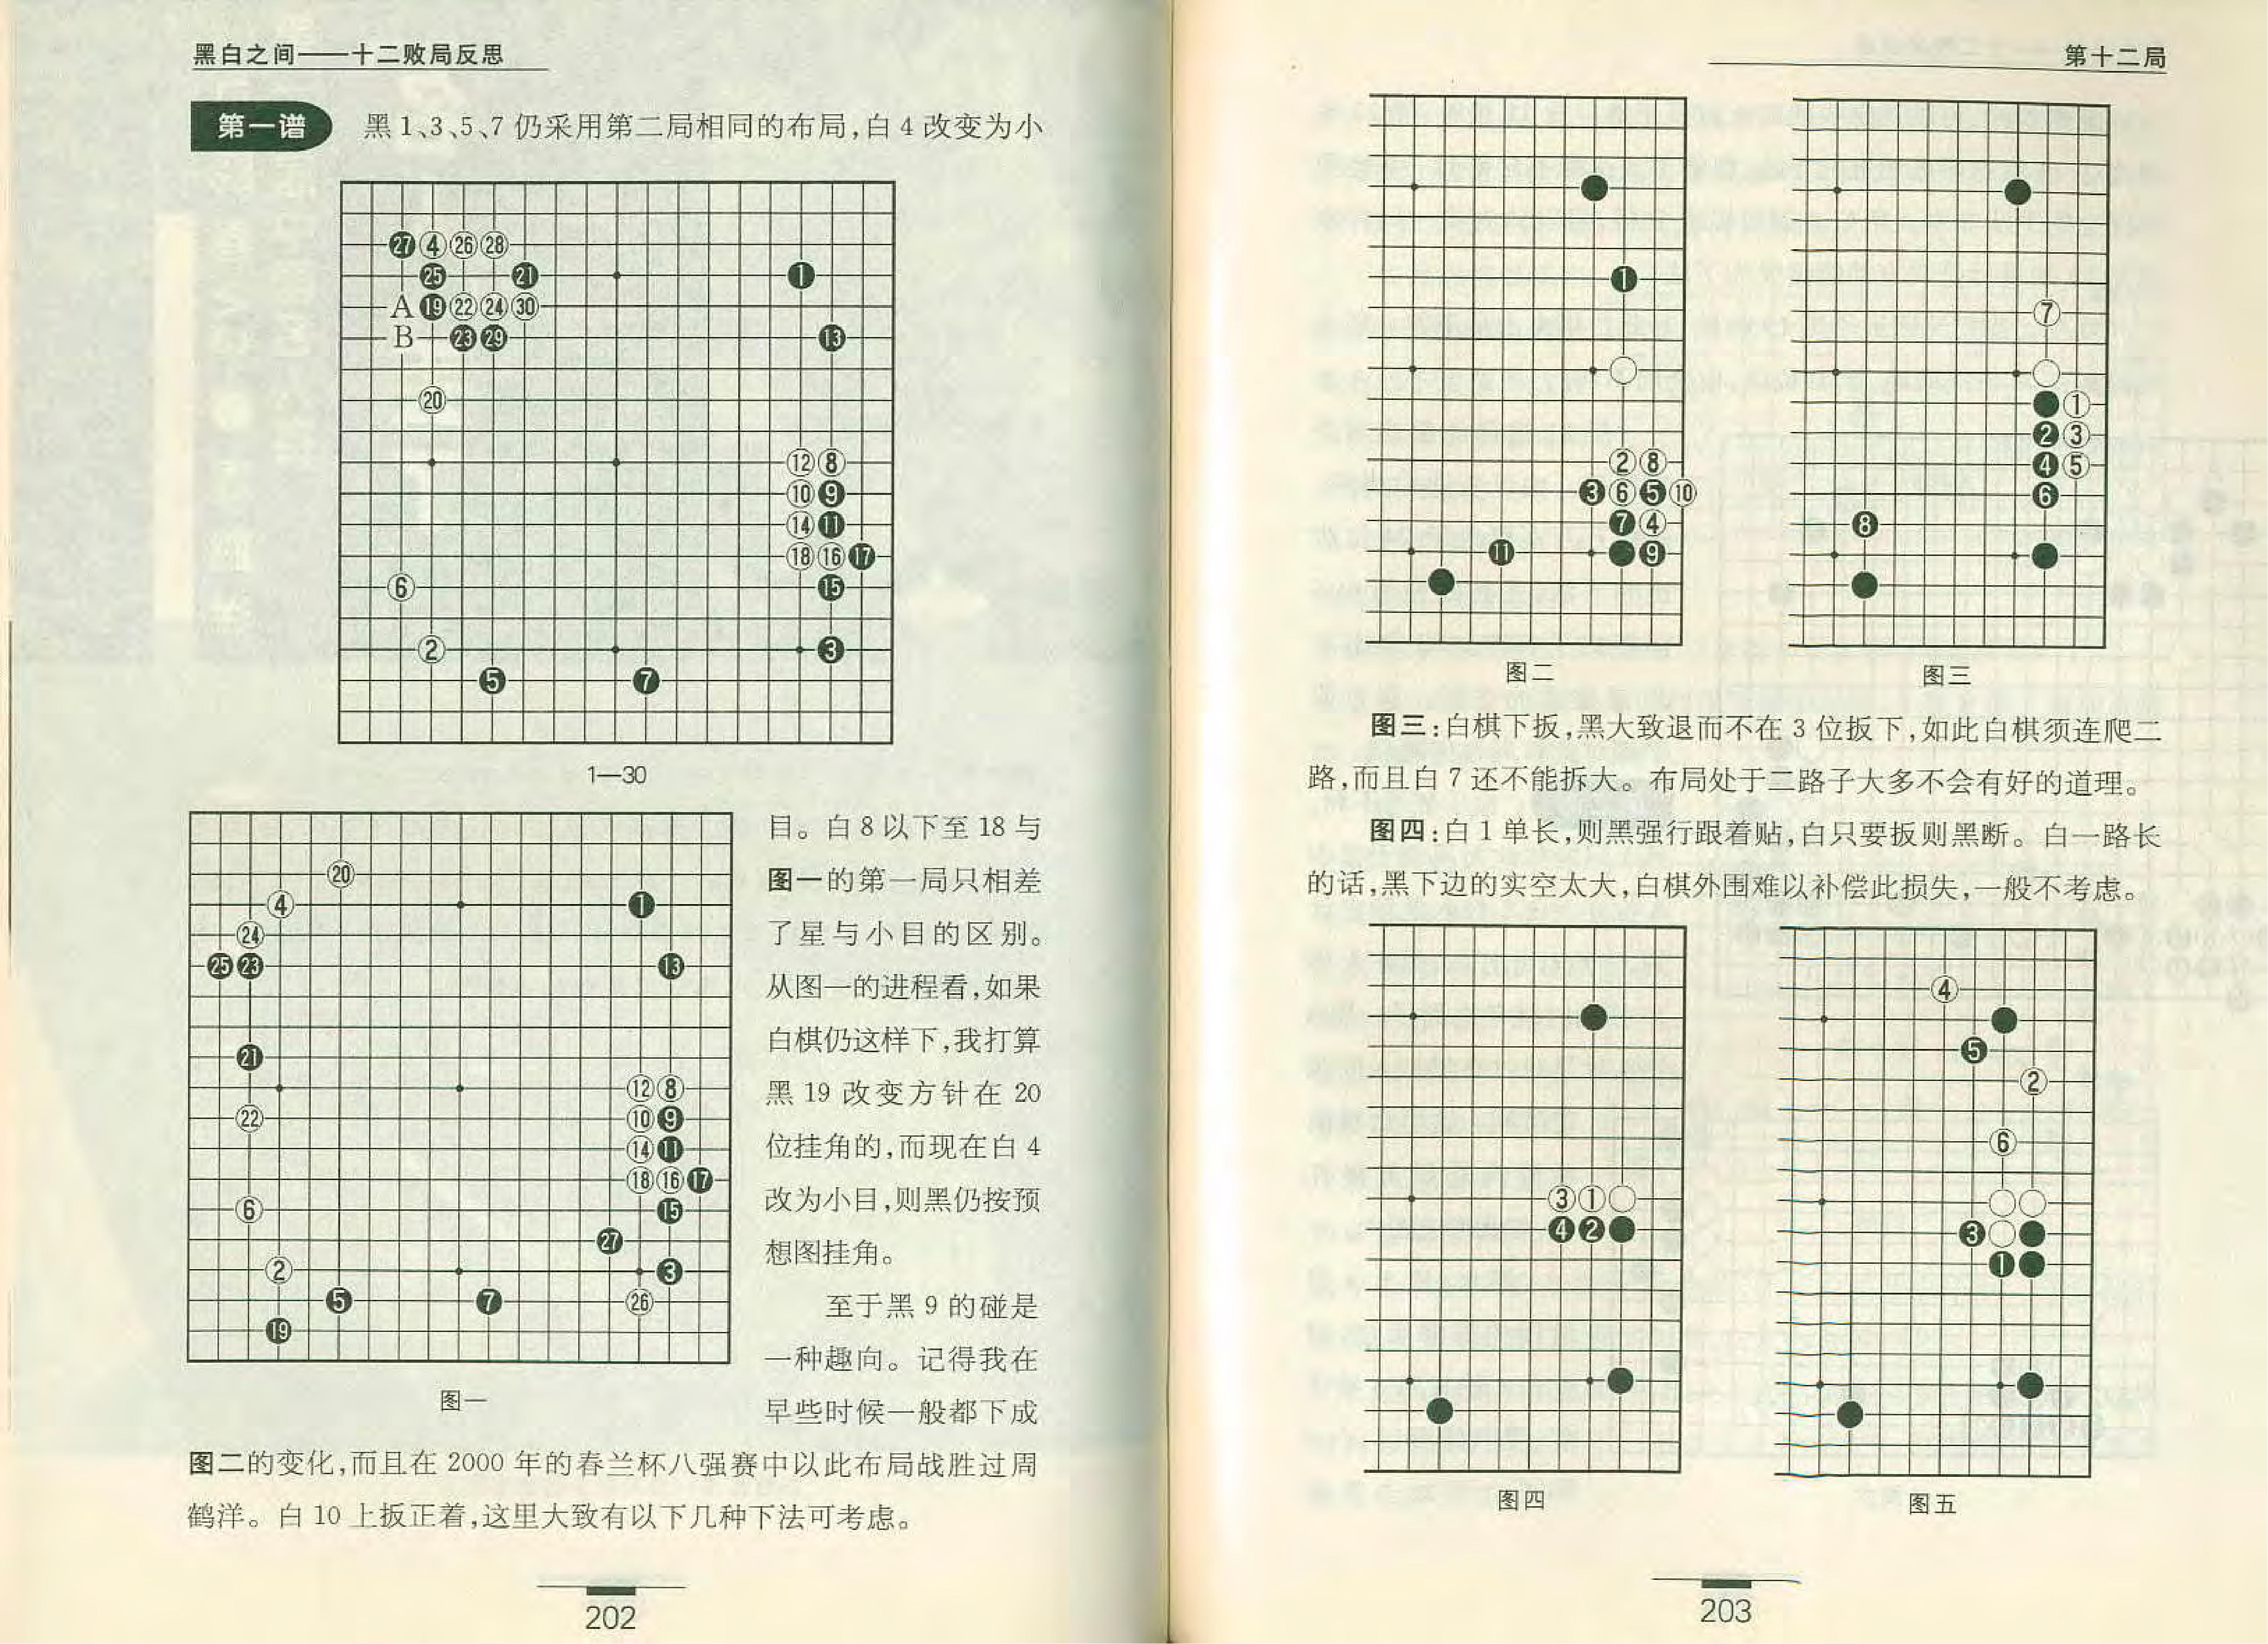 黑白之间——十二败局反思
第一谱 黑1、3、5、7仍采用第二局相同的布局,白4改变为小
27 4 26 28
25 21 1
A 19 22 24 30
B 23 29 13
20
12 8
10 9
14 11
18 16 17
6 15
2 3
5 7
1—30
20
4 1
24
25 23 13
21
12 8
22 10 9
14 11
18 16 17
6 15
27
2 3
5 7 26
19
图一
目。白8以下至18与
图一的第一局只相差
了星与小目的区别。
从图一的进程看,如果
白棋仍这样下,我打算
黑19改变方针在20
位挂角的,而现在白4
改为小目,则黑仍按预
想图挂角。
至于黑9的碰是
一种趣向。记得我在
早些时候一般都下成
图二的变化,而且在2000年的春兰杯八强赛中以此布局战胜过周
鹤洋。白10上扳正着,这里大致有以下几种下法可考虑。
202
第十二局
1
2 8
3 6 5 10
7 4
11 9
图二
7
1
2 3
4 5
6
8
图三
图三:白棋下扳,黑大致退而不在3位扳下,如此白棋须连爬二
路,而且白7还不能拆大。布局处于二路子大多不会有好的道理。
图四:白1单长,则黑强行跟着贴,白只要扳则黑断。白一路长
的话,黑下边的实空太大,白棋外围难以补偿此损失,一般不考虑。
3 1
4 2
图四
4
5
2
6
3
1
图五
203